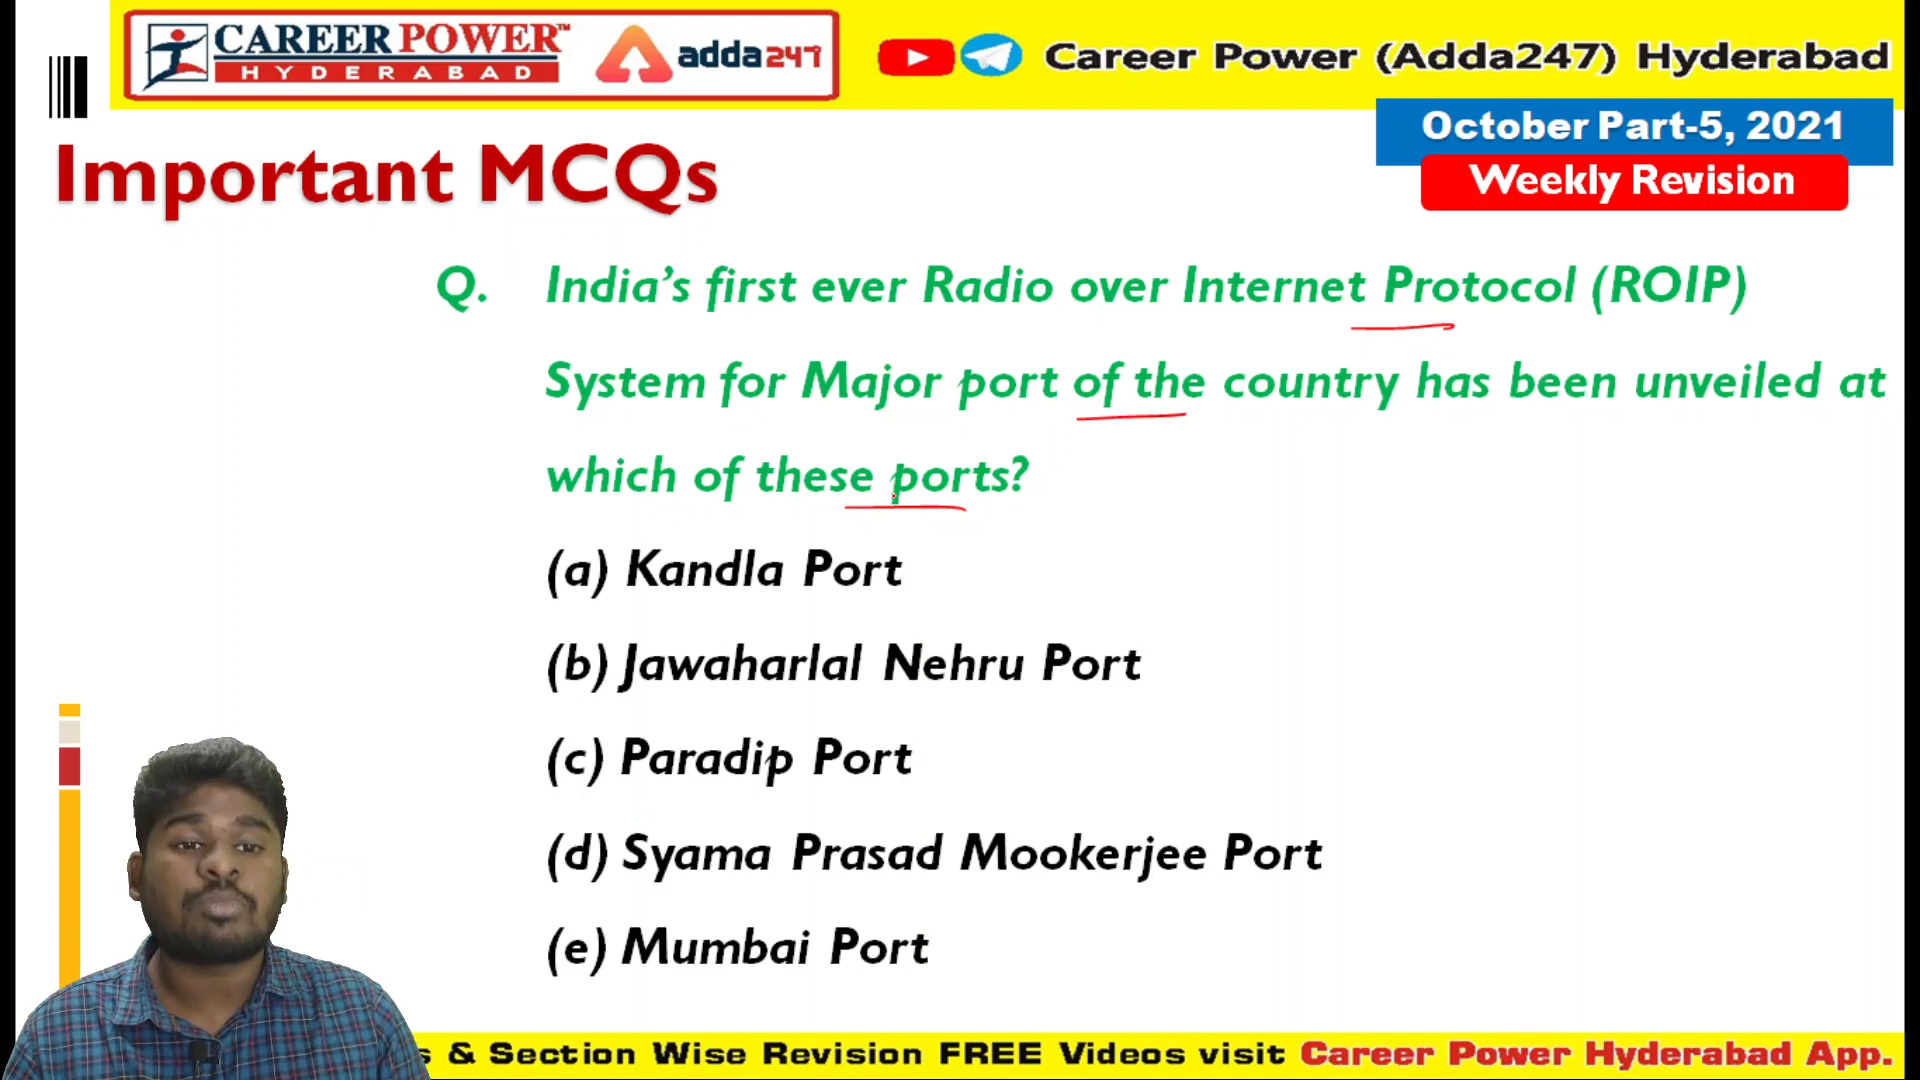 CAREER POWER™
HYDERABAD
adda247
Career Power (Adda247) Hyderabad
October Part-5, 2021
Weekly Revision
Important MCQs
Q. India’s first ever Radio over Internet Protocol (ROIP)
System for Major port of the country has been unveiled at
which of these ports?
(a) Kandla Port
(b) Jawaharlal Nehru Port
(c) Paradip Port
(d) Syama Prasad Mookerjee Port
(e) Mumbai Port
s & Section Wise Revision FREE Videos visit Career Power Hyderabad App.